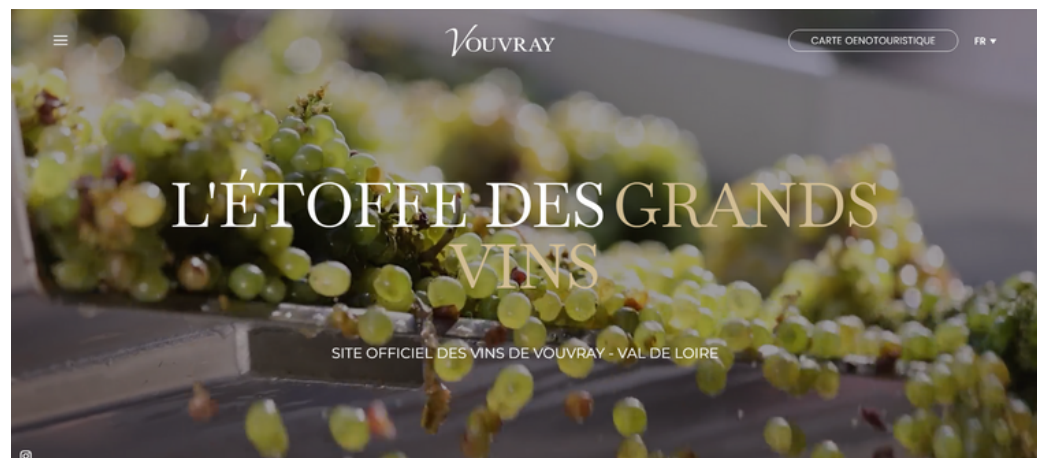 VOUVRAY
CARTE OENOTOURISTIQUE
FR
L'ÉTOFFE DES GRANDS
VINS
SITE OFFICIEL DES VINS DE VOUVRAY - VAL DE LOIRE